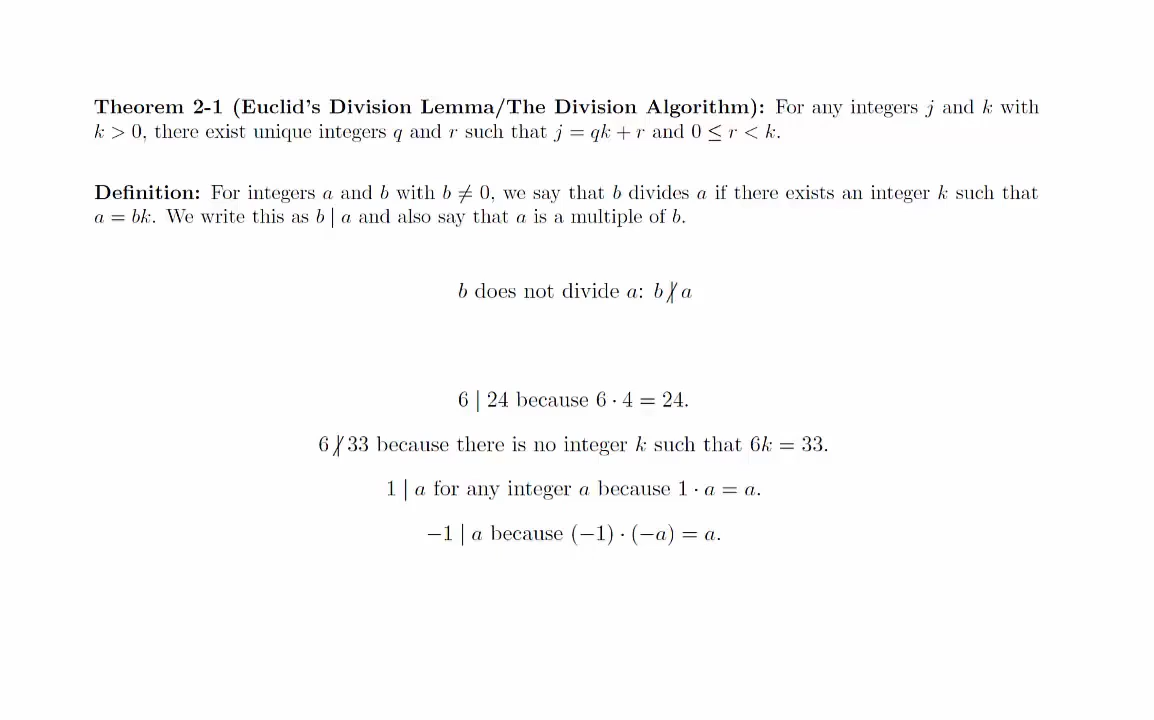 Theorem 2-1 (Euclid's Division Lemma/The Division Algorithm): For any integers j and k with
k > 0, there exist unique integers q and r such that j = qk + r and 0 ≤ r < k.
Definition: For integers a and b with b ≠ 0, we say that b divides a if there exists an integer k such that
a = bk. We write this as b | a and also say that a is a multiple of b.
b does not divide a: b ∤ a
6 | 24 because 6 · 4 = 24.
6 ∤ 33 because there is no integer k such that 6k = 33.
1 | a for any integer a because 1 · a = a.
−1 | a because (−1) · (−a) = a.